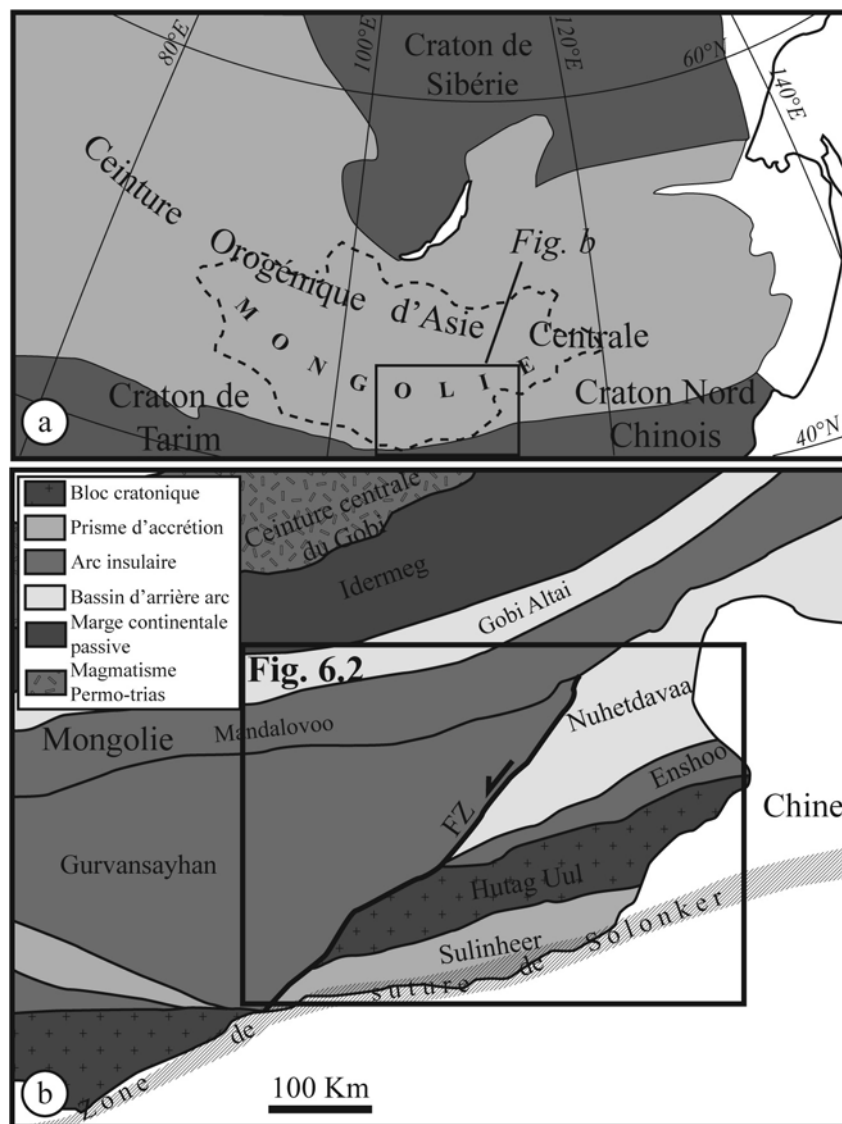 80°E
100°E
120°E
60°N
140°E
Craton de
Sibérie
Ceinture
Orogénique
d'Asie
Centrale
Fig. b
MONGOLIE
Craton de
Tarim
Craton Nord
Chinois
40°N
a
Bloc cratonique
Prisme d'accrétion
Arc insulaire
Bassin d'arrière arc
Marge continentale
passive
Magmatisme
Permo-trias
Ceinture centrale
du Gobi
Idermeg
Gobi Altai
Fig. 6.2
Nuhetdavaa
Mongolie
Mandalovoo
Enshoo
FZ
Chine
Gurvansayhan
Hutag Uul
Sulinheer
Zone de suture de Solonker
b
100 Km